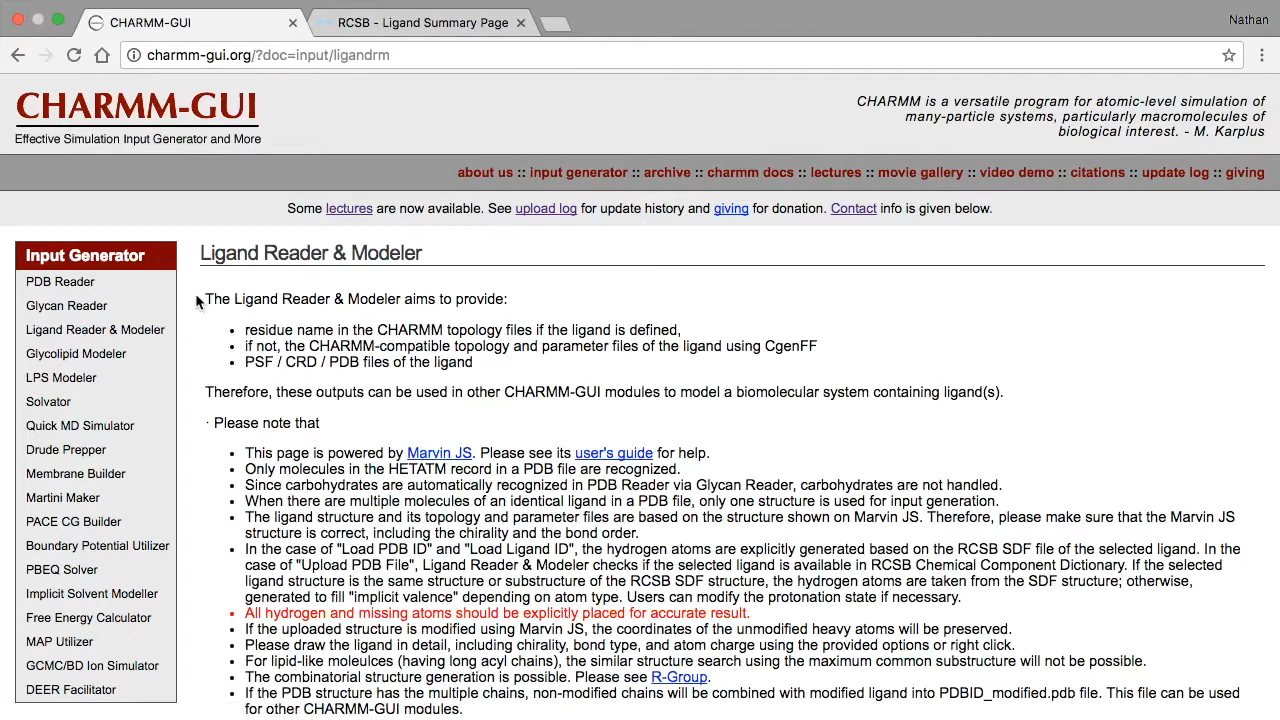 CHARMM-GUI
RCSB - Ligand Summary Page
Nathan
charmm-gui.org/?doc=input/ligandrm
CHARMM-GUI
Effective Simulation Input Generator and More
CHARMM is a versatile program for atomic-level simulation of
many-particle systems, particularly macromolecules of
biological interest. - M. Karplus
about us :: input generator :: archive :: charmm docs :: lectures :: movie gallery :: video demo :: citations :: update log :: giving
Some lectures are now available. See upload log for update history and giving for donation. Contact info is given below.
Input Generator
PDB Reader
Glycan Reader
Ligand Reader & Modeler
Glycolipid Modeler
LPS Modeler
Solvator
Quick MD Simulator
Drude Prepper
Membrane Builder
Martini Maker
PACE CG Builder
Boundary Potential Utilizer
PBEQ Solver
Implicit Solvent Modeller
Free Energy Calculator
MAP Utilizer
GCMC/BD Ion Simulator
DEER Facilitator
Ligand Reader & Modeler
The Ligand Reader & Modeler aims to provide:
• residue name in the CHARMM topology files if the ligand is defined,
• if not, the CHARMM-compatible topology and parameter files of the ligand using CgenFF
• PSF / CRD / PDB files of the ligand
Therefore, these outputs can be used in other CHARMM-GUI modules to model a biomolecular system containing ligand(s).
· Please note that
• This page is powered by Marvin JS. Please see its user's guide for help.
• Only molecules in the HETATM record in a PDB file are recognized.
• Since carbohydrates are automatically recognized in PDB Reader via Glycan Reader, carbohydrates are not handled.
• When there are multiple molecules of an identical ligand in a PDB file, only one structure is used for input generation.
• The ligand structure and its topology and parameter files are based on the structure shown on Marvin JS. Therefore, please make sure that the Marvin JS
structure is correct, including the chirality and the bond order.
• In the case of "Load PDB ID" and "Load Ligand ID", the hydrogen atoms are explicitly generated based on the RCSB SDF file of the selected ligand. In the
case of "Upload PDB File", Ligand Reader & Modeler checks if the selected ligand is available in RCSB Chemical Component Dictionary. If the selected
ligand structure is the same structure or substructure of the RCSB SDF structure, the hydrogen atoms are taken from the SDF structure; otherwise,
generated to fill "implicit valence" depending on atom type. Users can modify the protonation state if necessary.
• All hydrogen and missing atoms should be explicitly placed for accurate result.
• If the uploaded structure is modified using Marvin JS, the coordinates of the unmodified heavy atoms will be preserved.
• Please draw the ligand in detail, including chirality, bond type, and atom charge using the provided options or right click.
• For lipid-like moleulces (having long acyl chains), the similar structure search using the maximum common substructure will not be possible.
• The combinatorial structure generation is possible. Please see R-Group.
• If the PDB structure has the multiple chains, non-modified chains will be combined with modified ligand into PDBID_modified.pdb file. This file can be used
for other CHARMM-GUI modules.